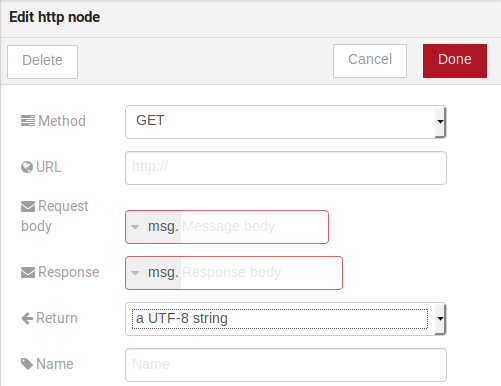 Edit http node
Delete Cancel Done
Method GET
URL http://
Request body msg. Message body
Response msg. Response body
Return a UTF-8 string
Name Name